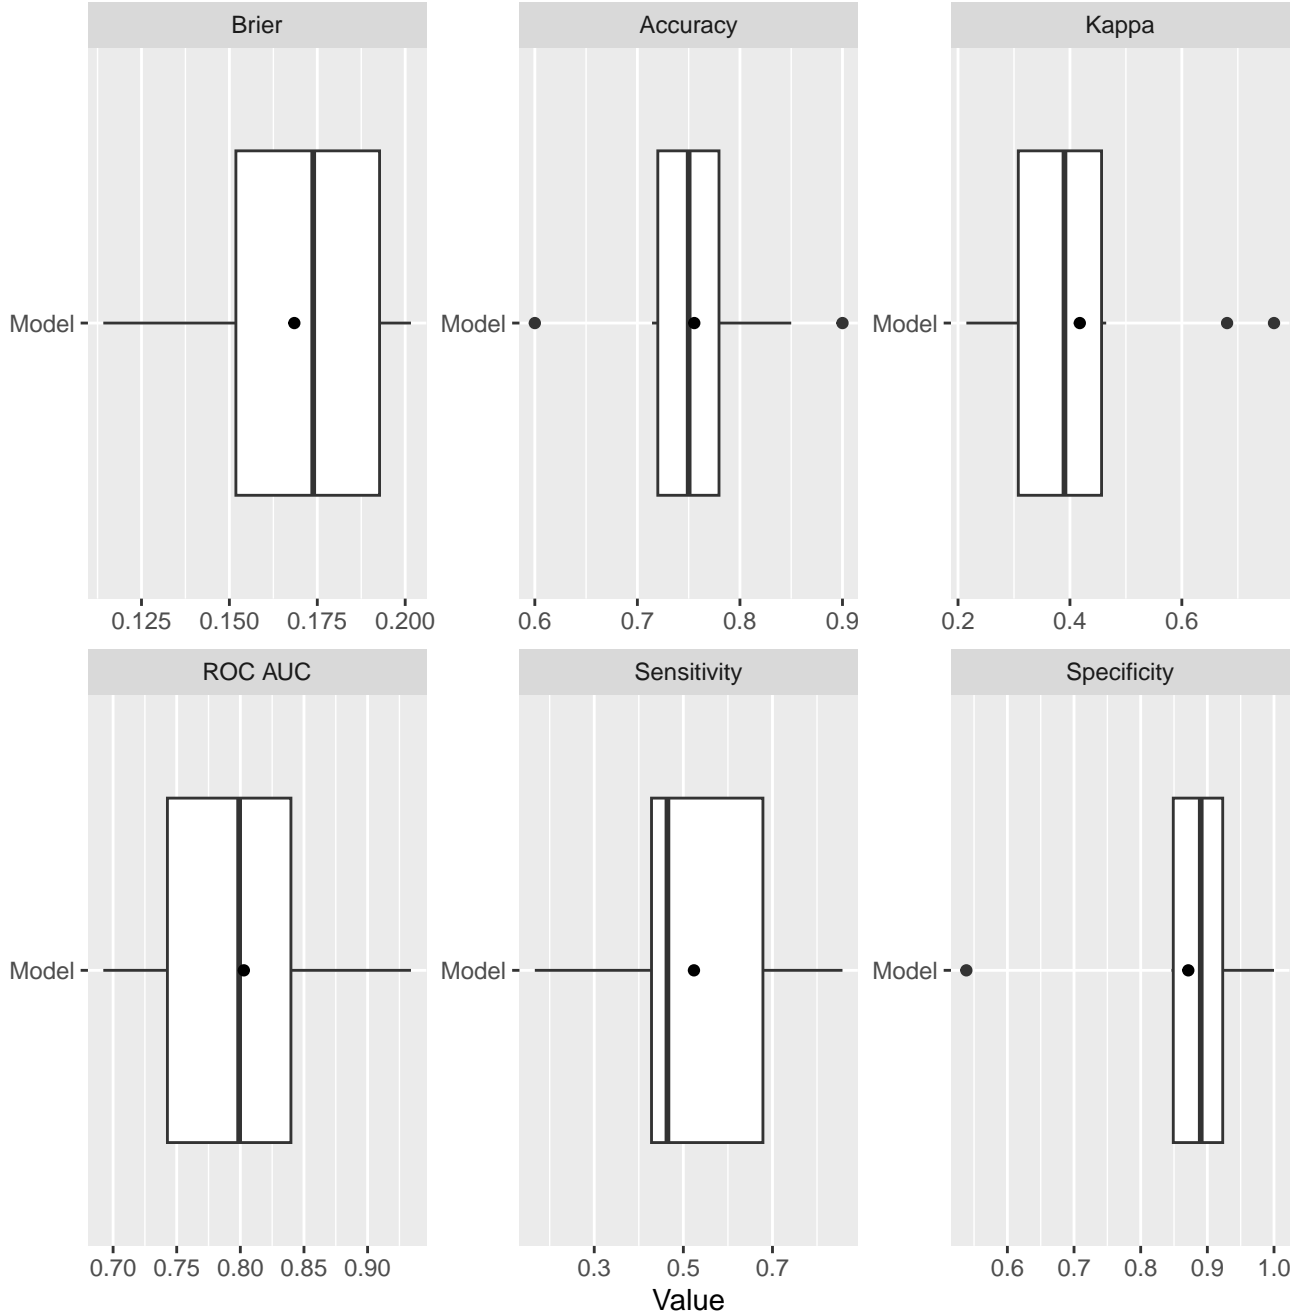 Brier Accuracy Kappa
Model Model Model
0.125 0.150 0.175 0.200 0.6 0.7 0.8 0.9 0.2 0.4 0.6
ROC AUC Sensitivity Specificity
Model Model Model
0.70 0.75 0.80 0.85 0.90 0.3 0.5 0.7 0.6 0.7 0.8 0.9 1.0
Value